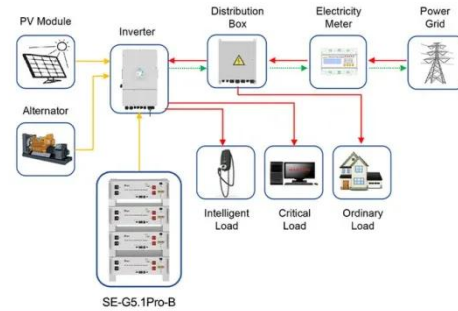 PV Module
Inverter
Distribution
Box
Electricity
Meter
Power
Grid
Alternator
Intelligent
Load
Critical
Load
Ordinary
Load
SE-G5.1Pro-B